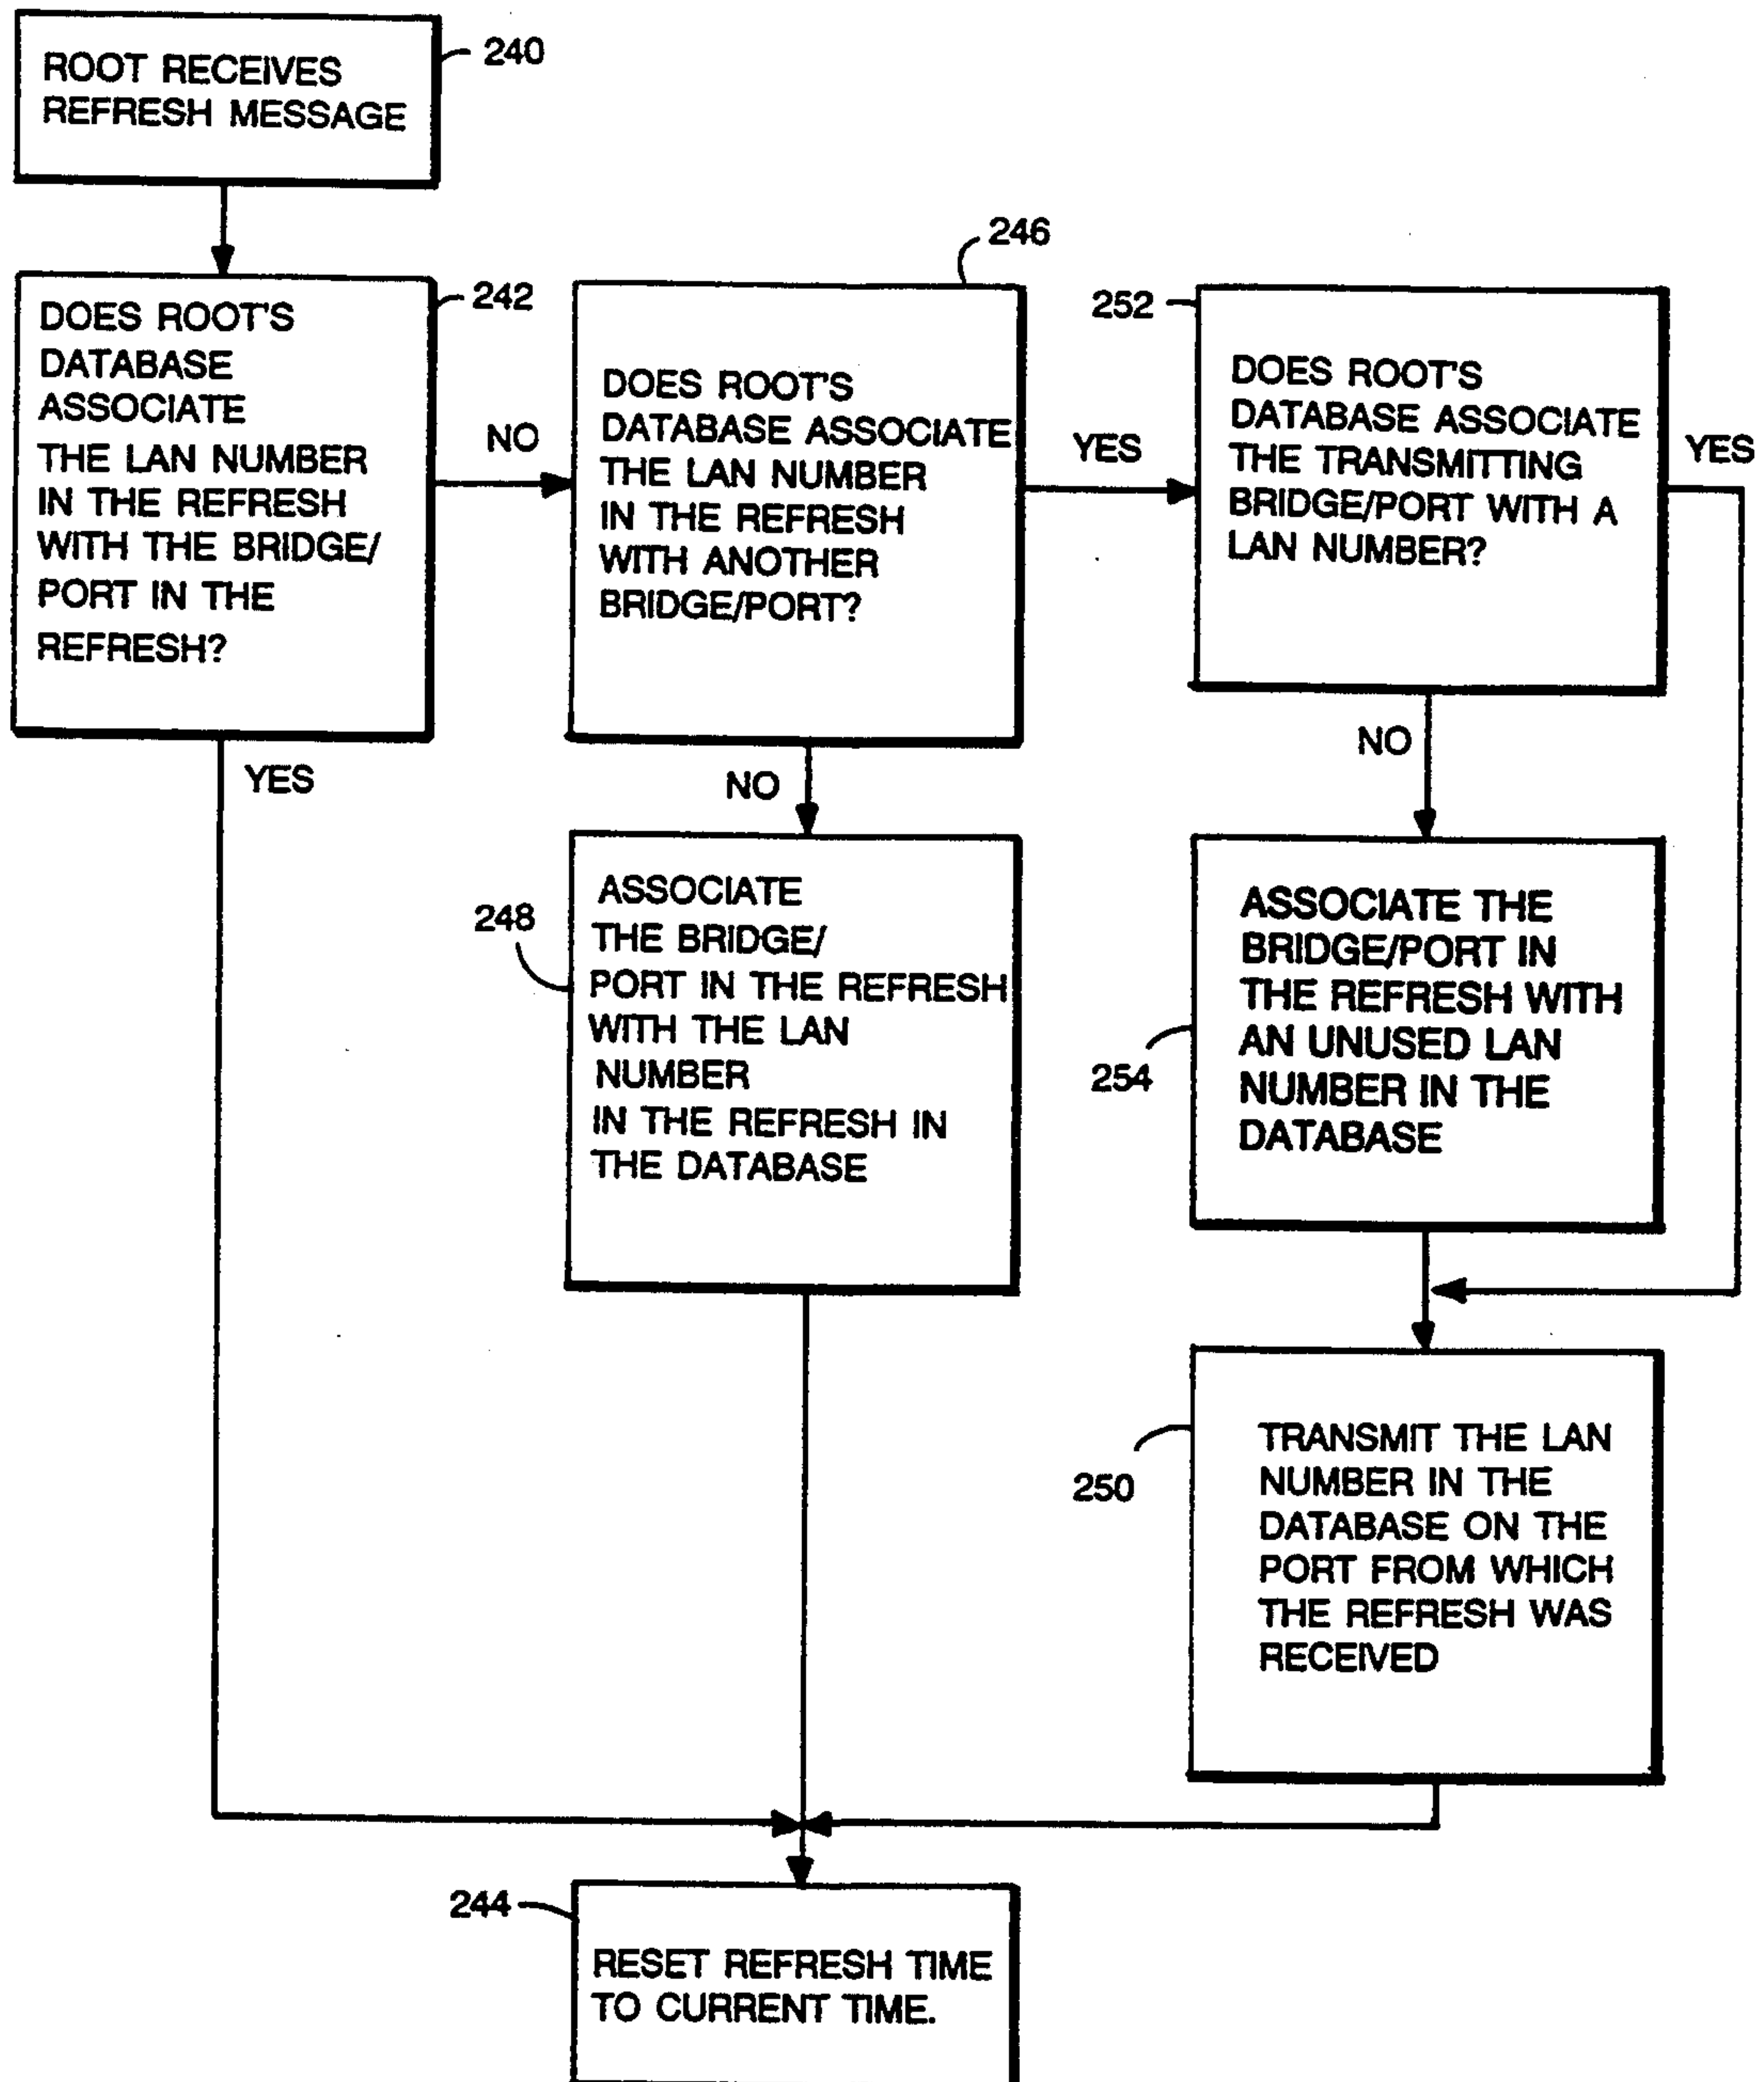 ROOT RECEIVES
REFRESH MESSAGE
240
DOES ROOT'S
DATABASE
ASSOCIATE
THE LAN NUMBER
IN THE REFRESH
WITH THE BRIDGE/
PORT IN THE
REFRESH?
242
NO
YES
246
DOES ROOT'S
DATABASE ASSOCIATE
THE LAN NUMBER
IN THE REFRESH
WITH ANOTHER
BRIDGE/PORT?
YES
NO
252
DOES ROOT'S
DATABASE ASSOCIATE
THE TRANSMITTING
BRIDGE/PORT WITH A
LAN NUMBER?
YES
NO
248
ASSOCIATE
THE BRIDGE/
PORT IN THE REFRESH
WITH THE LAN
NUMBER
IN THE REFRESH IN
THE DATABASE
254
ASSOCIATE THE
BRIDGE/PORT IN
THE REFRESH WITH
AN UNUSED LAN
NUMBER IN THE
DATABASE
250
TRANSMIT THE LAN
NUMBER IN THE
DATABASE ON THE
PORT FROM WHICH
THE REFRESH WAS
RECEIVED
244
RESET REFRESH TIME
TO CURRENT TIME.